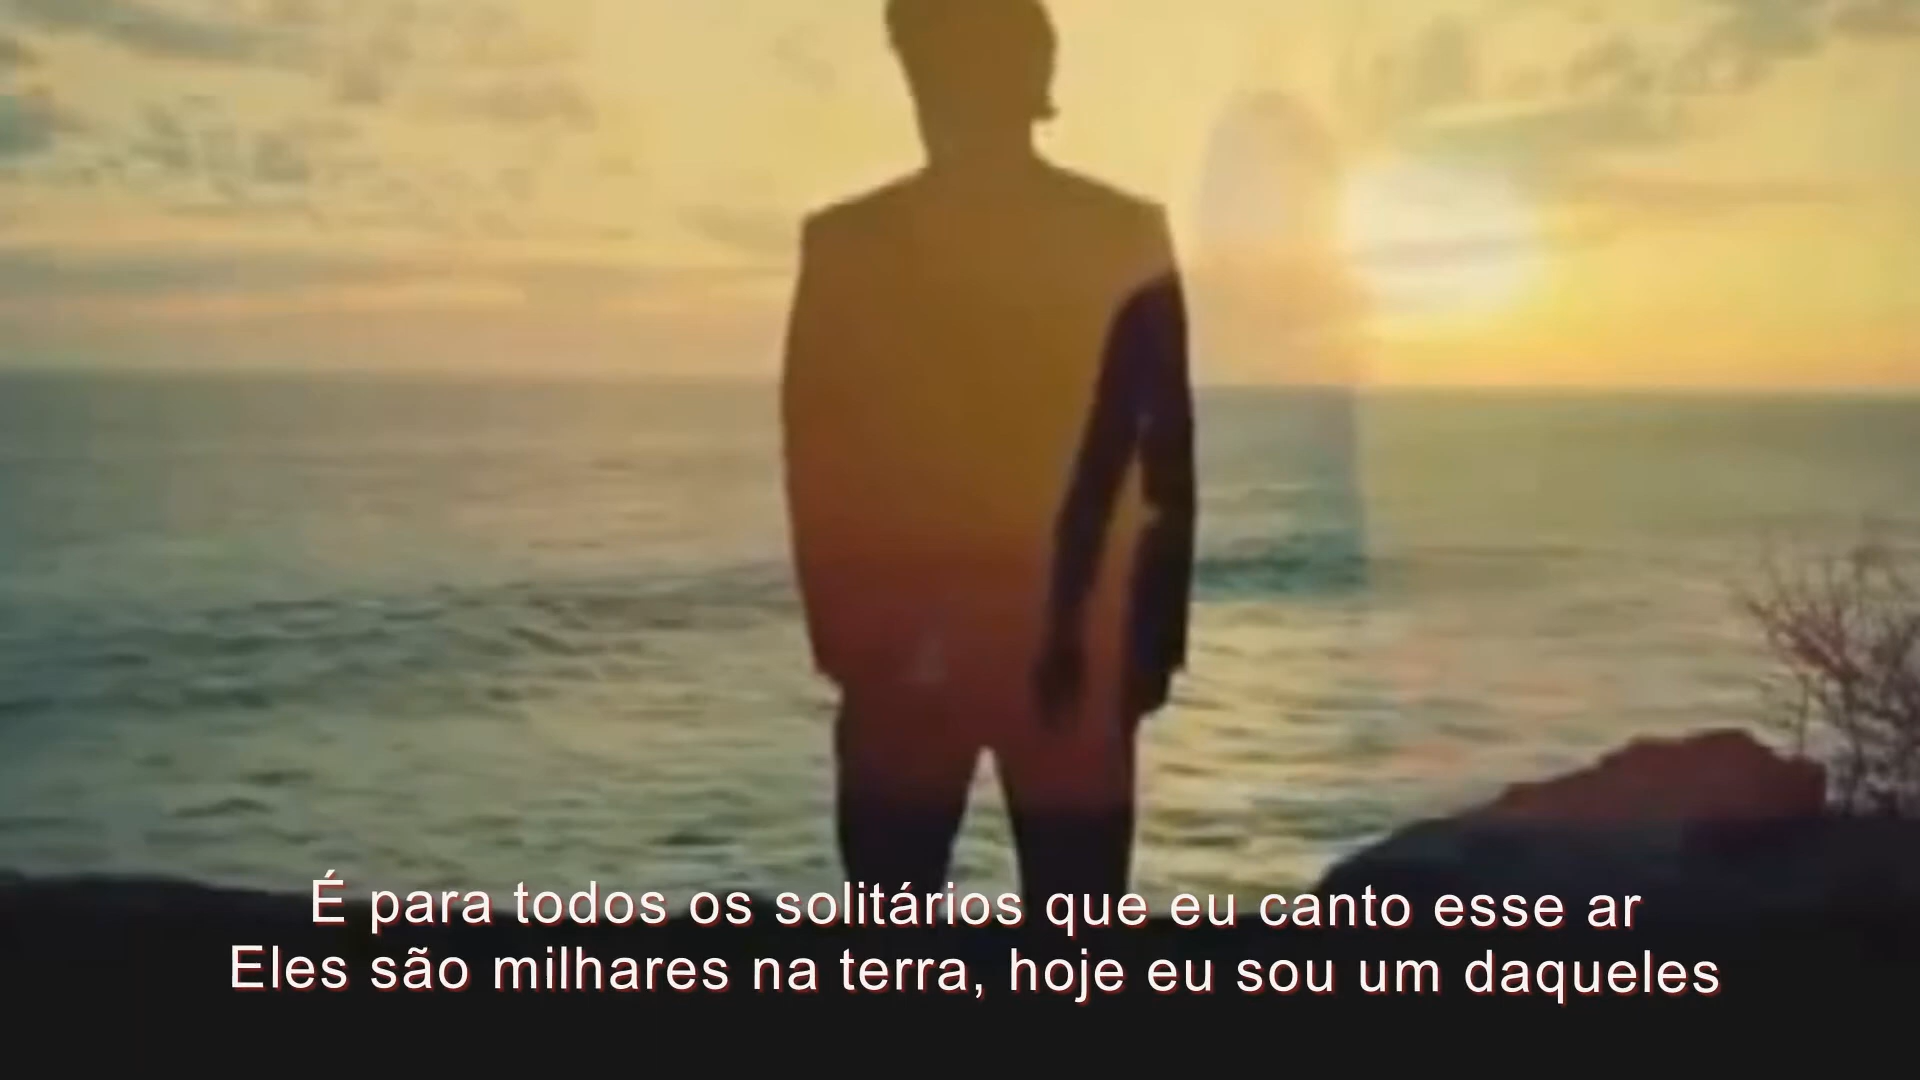 É para todos os solitários que eu canto esse ar
Eles são milhares na terra, hoje eu sou um daqueles